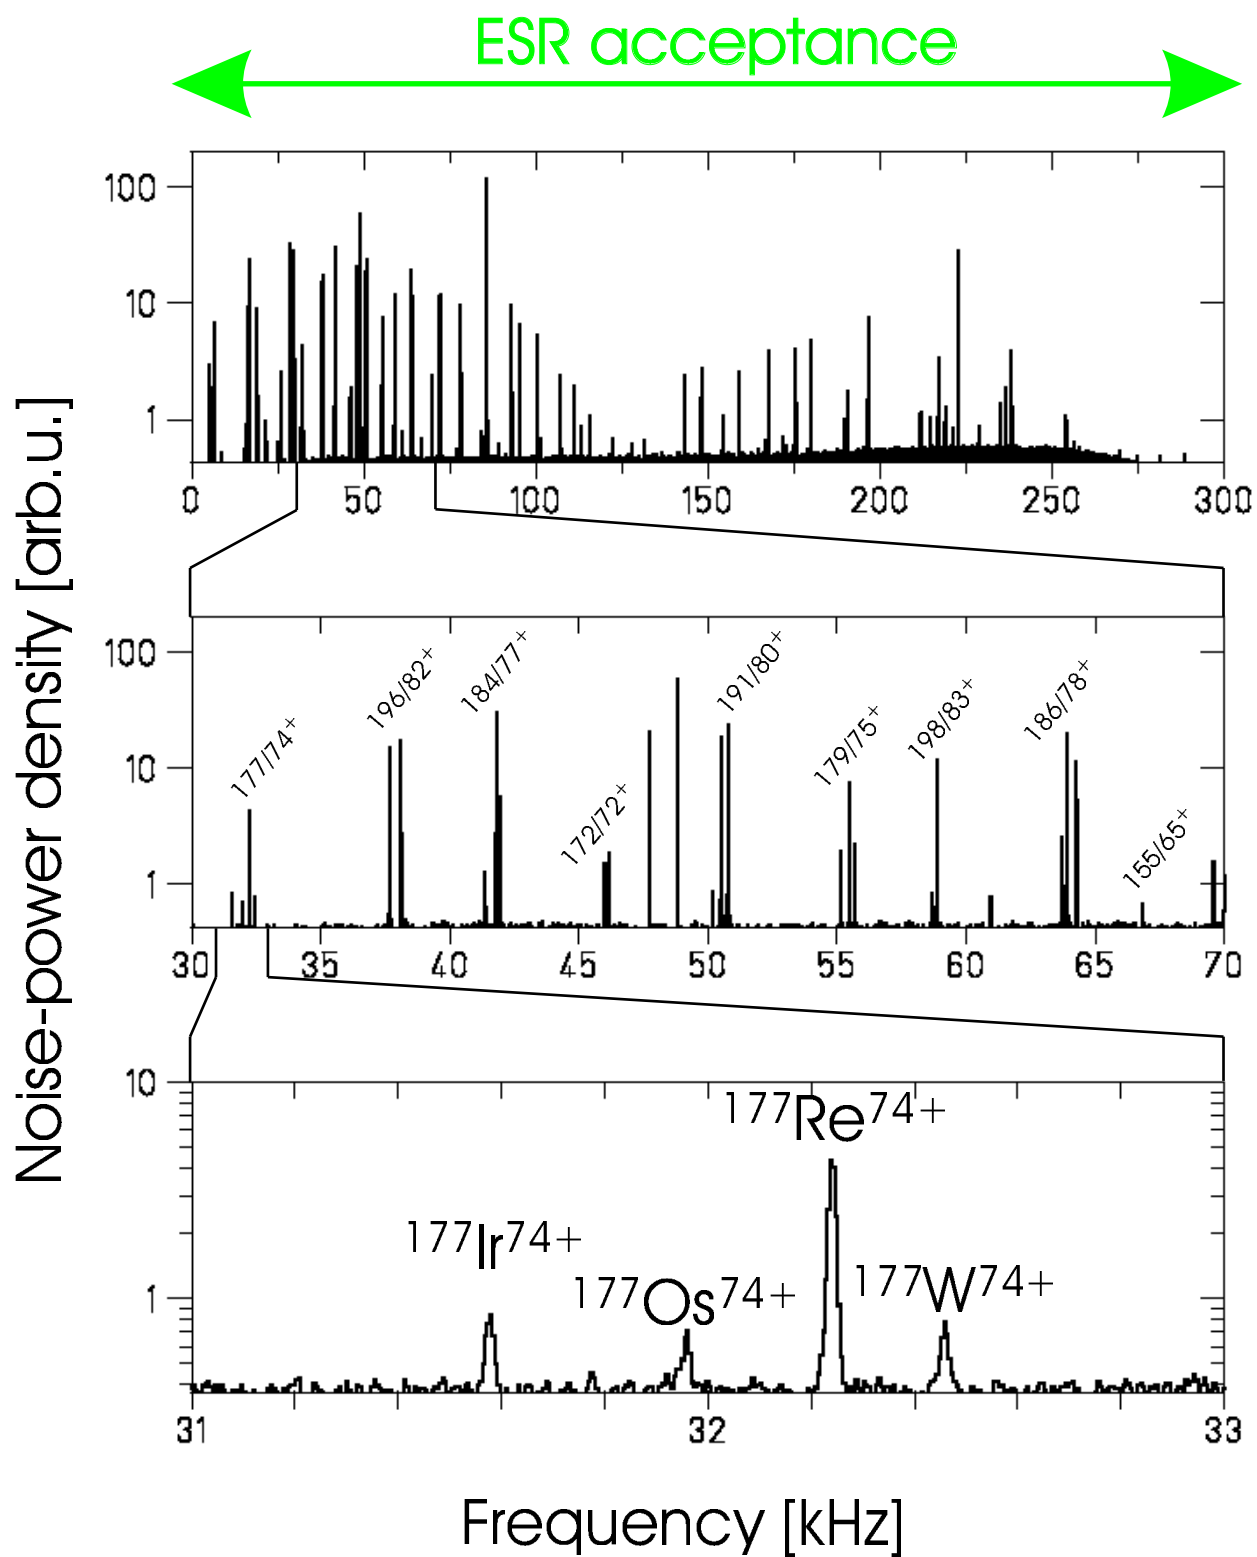 ESR acceptance
Noise-power density [arb.u.]
100
10
1
0 50 100 150 200 250 300
100
10
1
177/74+ 196/82+ 184/77+ 172/72+ 191/80+ 179/75+ 198/83+ 186/78+ 155/65+
30 35 40 45 50 55 60 65 70
10
1
177Ir74+ 177Os74+ 177Re74+ 177W74+
31 32 33
Frequency [kHz]